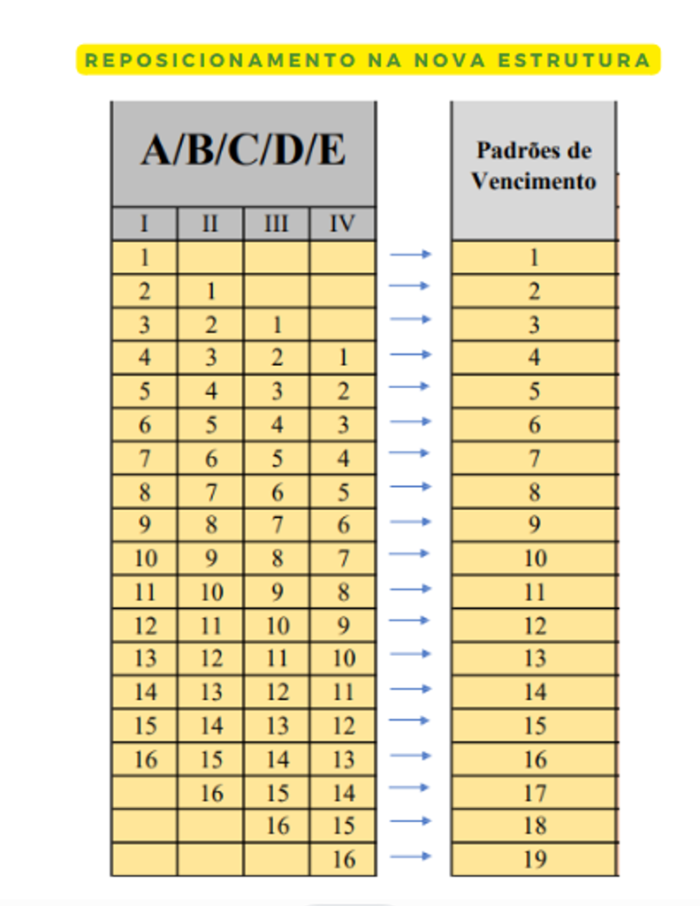 REPOSICIONAMENTO NA NOVA ESTRUTURA
A/B/C/D/E
Padrões de
Vencimento
I II III IV
1 1
2 1 2
3 2 1 3
4 3 2 1 4
5 4 3 2 5
6 5 4 3 6
7 6 5 4 7
8 7 6 5 8
9 8 7 6 9
10 9 8 7 10
11 10 9 8 11
12 11 10 9 12
13 12 11 10 13
14 13 12 11 14
15 14 13 12 15
16 15 14 13 16
16 15 14 17
16 15 18
16 19